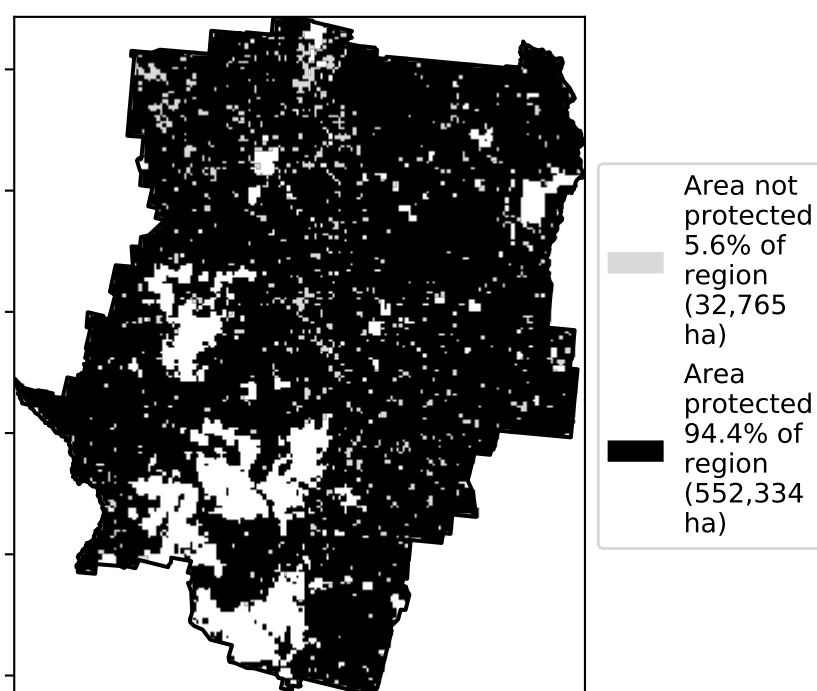 Area not
protected
5.6% of
region
(32,765
ha)
Area
protected
94.4% of
region
(552,334
ha)